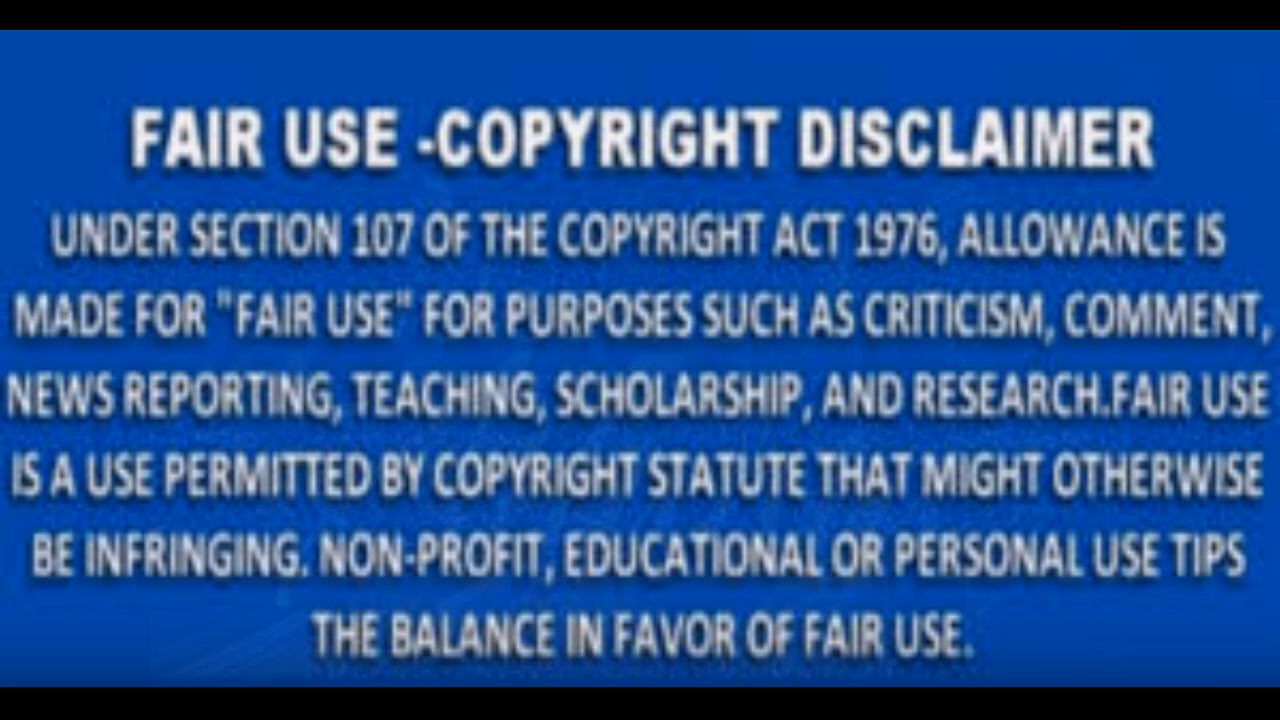 FAIR USE -COPYRIGHT DISCLAIMER
UNDER SECTION 107 OF THE COPYRIGHT ACT 1976, ALLOWANCE IS
MADE FOR "FAIR USE" FOR PURPOSES SUCH AS CRITICISM, COMMENT,
NEWS REPORTING, TEACHING, SCHOLARSHIP, AND RESEARCH.FAIR USE
IS A USE PERMITTED BY COPYRIGHT STATUTE THAT MIGHT OTHERWISE
BE INFRINGING. NON-PROFIT, EDUCATIONAL OR PERSONAL USE TIPS
THE BALANCE IN FAVOR OF FAIR USE.